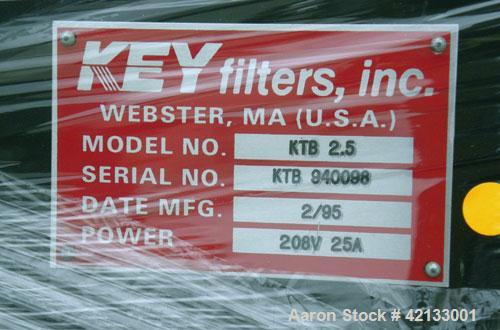 KEY filters, inc.
WEBSTER, MA (U.S.A.)
MODEL NO. KTB 2.5
SERIAL NO. KTB 940098
DATE MFG. 2/95
POWER 208V 25A
Aaron Stock # 42133001